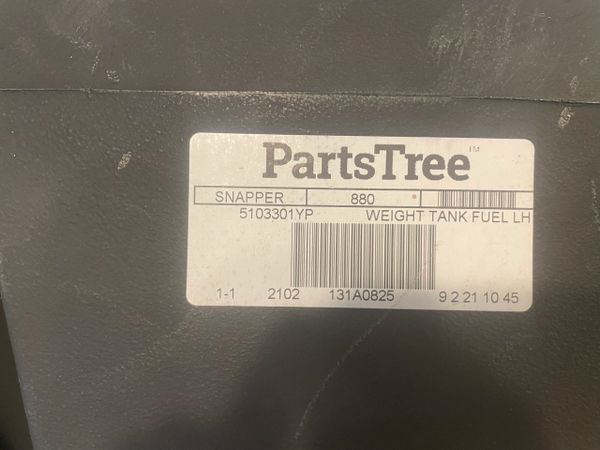 PartsTree™
SNAPPER 880
5103301YP WEIGHT TANK FUEL LH
1-1 2102 131A0825 9 2 21 10 45